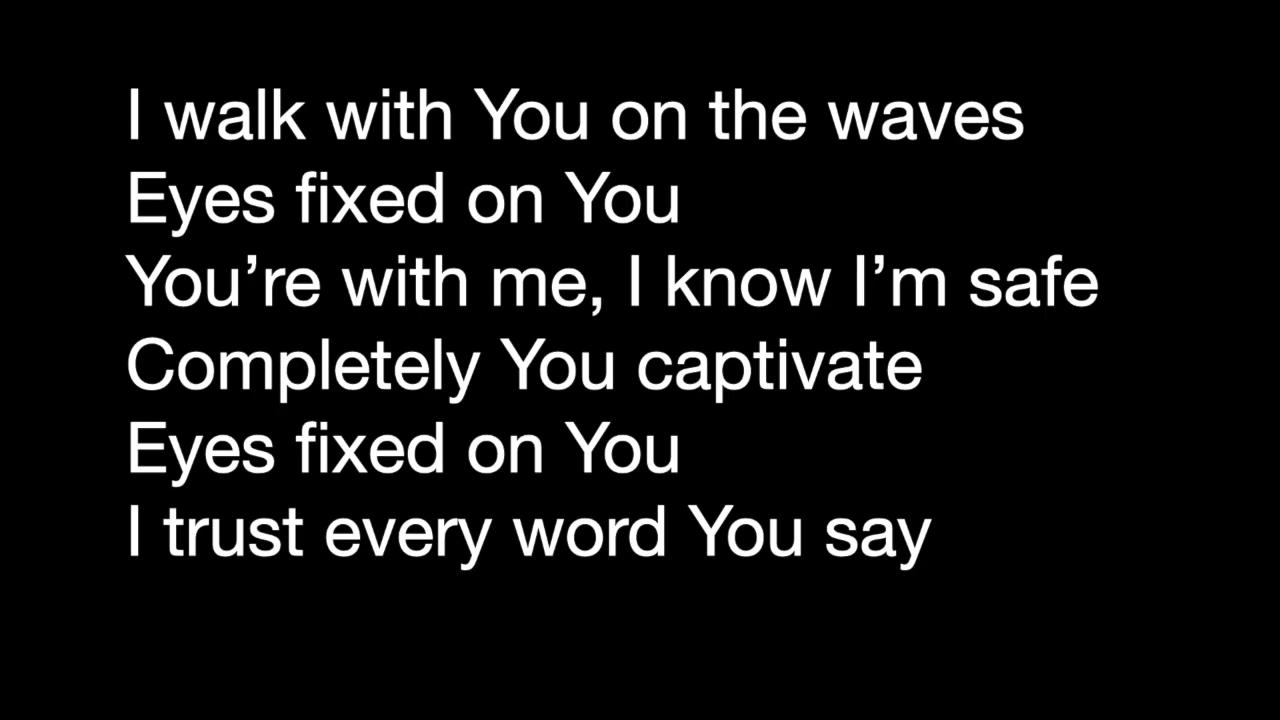 I walk with You on the waves
Eyes fixed on You
You’re with me, I know I’m safe
Completely You captivate
Eyes fixed on You
I trust every word You say